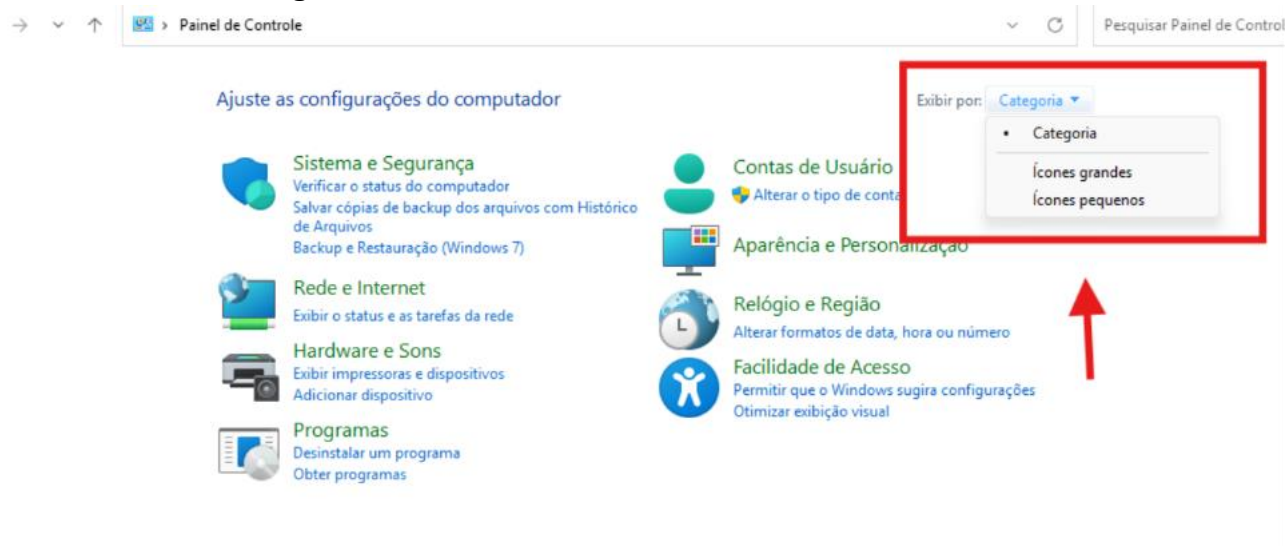 Painel de Controle
Pesquisar Painel de Control
Ajuste as configurações do computador
Exibir por: Categoria
Categoria
Ícones grandes
Ícones pequenos
Sistema e Segurança
Verificar o status do computador
Salvar cópias de backup dos arquivos com Histórico
de Arquivos
Backup e Restauração (Windows 7)
Rede e Internet
Exibir o status e as tarefas da rede
Hardware e Sons
Exibir impressoras e dispositivos
Adicionar dispositivo
Programas
Desinstalar um programa
Obter programas
Contas de Usuário
Alterar o tipo de conta
Aparência e Personalização
Relógio e Região
Alterar formatos de data, hora ou número
Facilidade de Acesso
Permitir que o Windows sugira configurações
Otimizar exibição visual